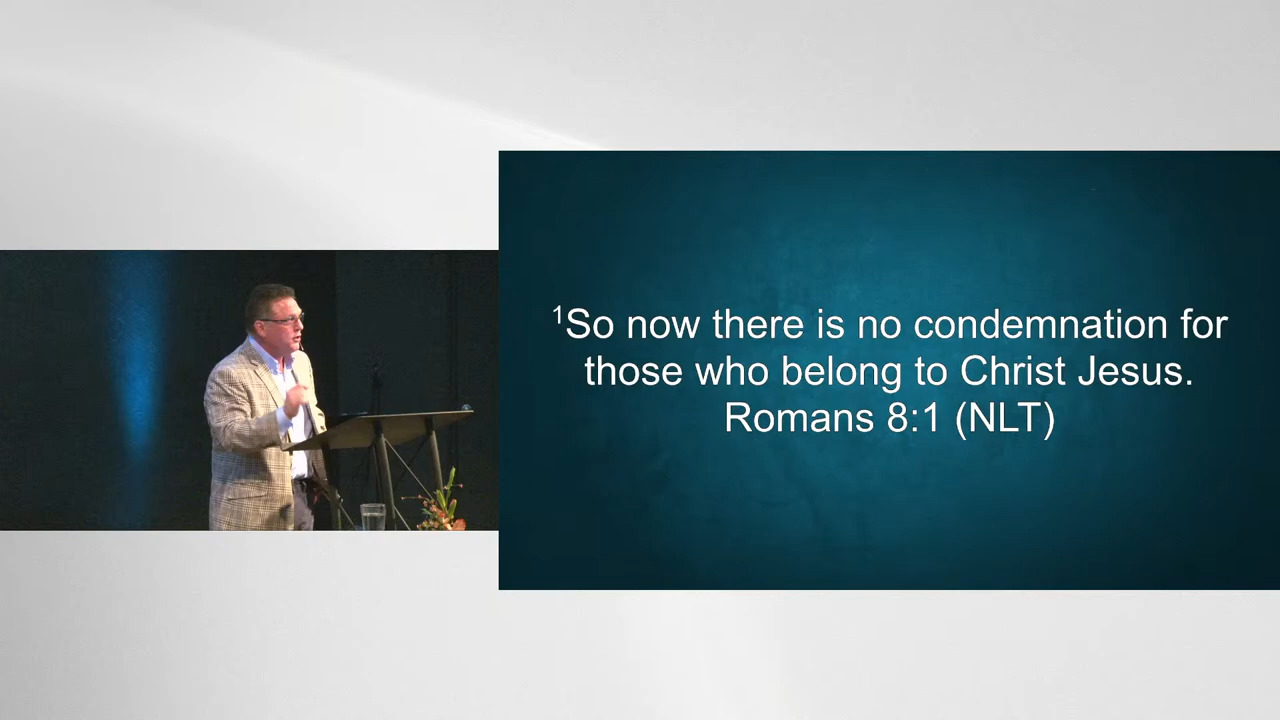 ¹So now there is no condemnation for
those who belong to Christ Jesus.
Romans 8:1 (NLT)